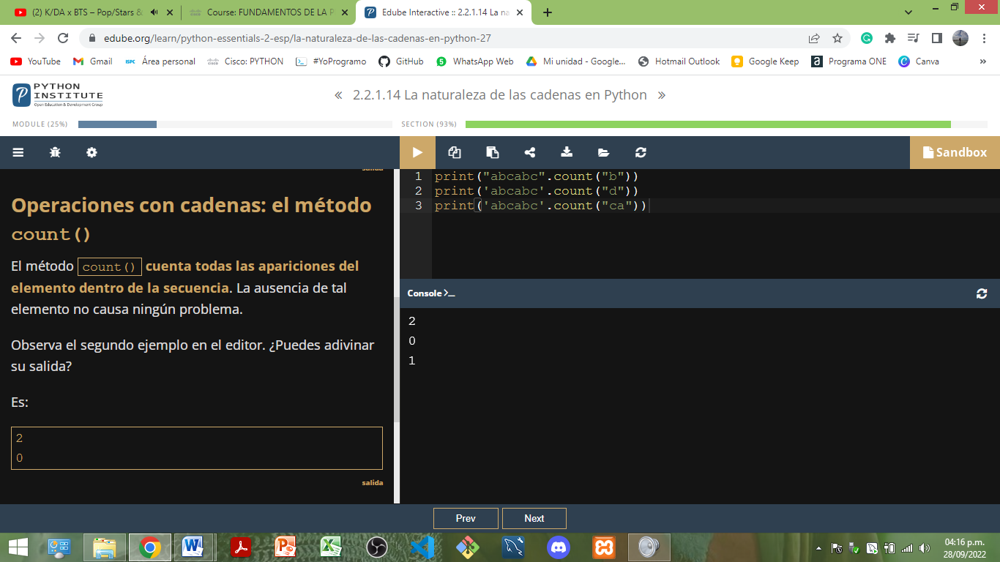 (2) K/DA x BTS – Pop/Stars &
Course: FUNDAMENTOS DE LA P
Edube Interactive :: 2.2.1.14 La na
edube.org/learn/python-essentials-2-esp/la-naturaleza-de-las-cadenas-en-python-27
YouTube
Gmail
ISPC Área personal
Cisco: PYTHON
#YoProgramo
GitHub
5 WhatsApp Web
Mi unidad - Google...
Hotmail Outlook
Google Keep
a Programa ONE
Canva
»
PYTHON
INSTITUTE
Open Education & Development Group
« 2.2.1.14 La naturaleza de las cadenas en Python »
MODULE (25%)
SECTION (93%)
Sandbox
salida
Operaciones con cadenas: el método
count()
El método count() cuenta todas las apariciones del
elemento dentro de la secuencia. La ausencia de tal
elemento no causa ningún problema.
Observa el segundo ejemplo en el editor. ¿Puedes adivinar
su salida?
Es:
2
0
salida
1 print("abcabc".count("b"))
2 print('abcabc'.count("d"))
3 print('abcabc'.count("ca"))
Console >_
2
0
1
Prev
Next
04:16 p.m.
28/09/2022